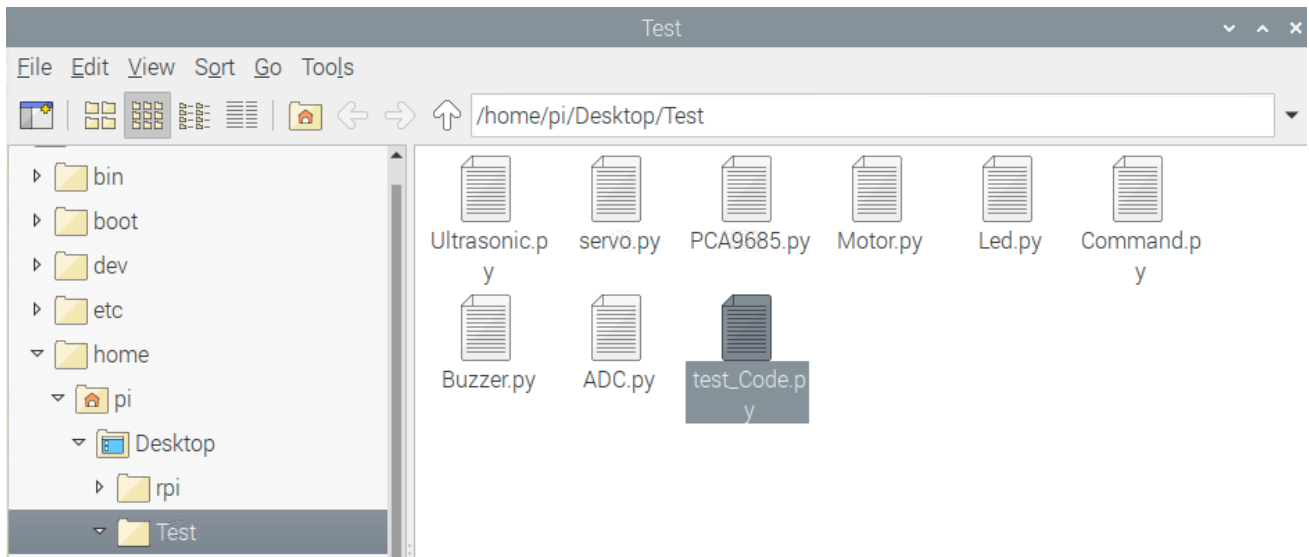 Test
File Edit View Sort Go Tools
/home/pi/Desktop/Test
bin
boot
dev
etc
home
pi
Desktop
rpi
Test
Ultrasonic.p
y
servo.py
PCA9685.py
Motor.py
Led.py
Command.p
y
Buzzer.py
ADC.py
test_Code.p
y